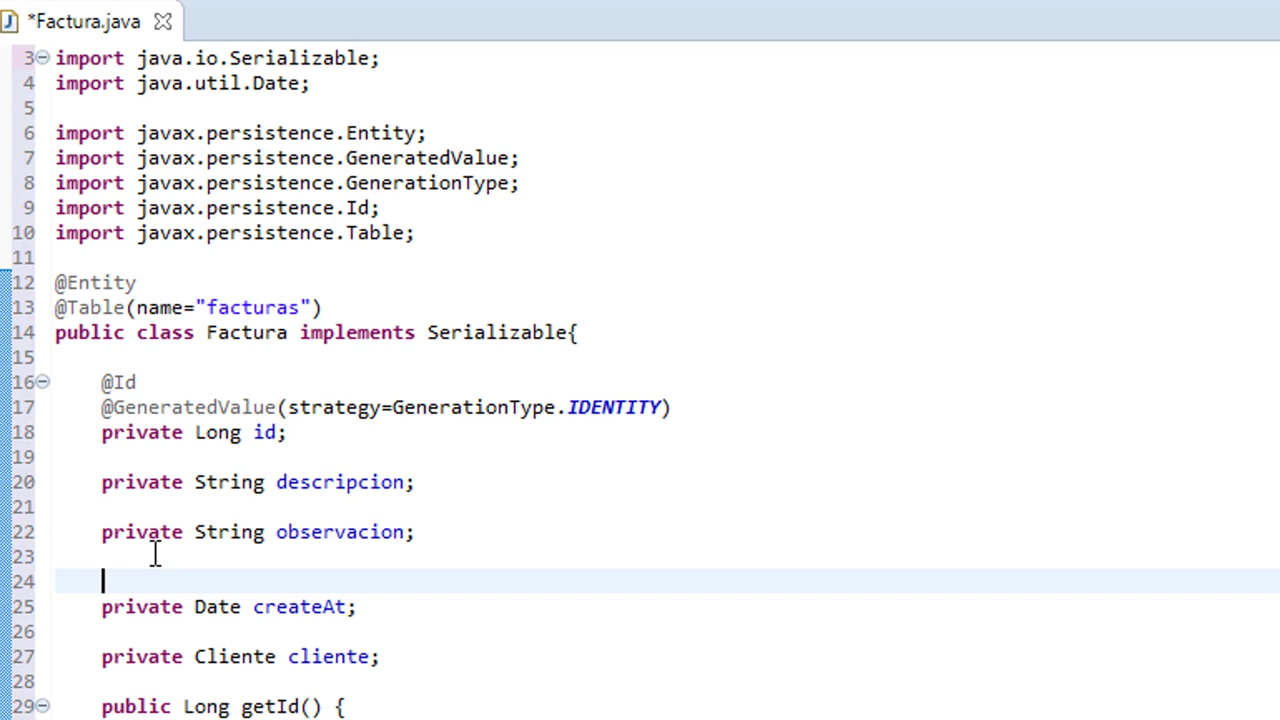 *Factura.java
3 import java.io.Serializable;
4 import java.util.Date;
5
6 import javax.persistence.Entity;
7 import javax.persistence.GeneratedValue;
8 import javax.persistence.GenerationType;
9 import javax.persistence.Id;
10 import javax.persistence.Table;
11
12 @Entity
13 @Table(name="facturas")
14 public class Factura implements Serializable{
15
16 @Id
17 @GeneratedValue(strategy=GenerationType.IDENTITY)
18 private Long id;
19
20 private String descripcion;
21
22 private String observacion;
23
24
25 private Date createAt;
26
27 private Cliente cliente;
28
29 public Long getId() {